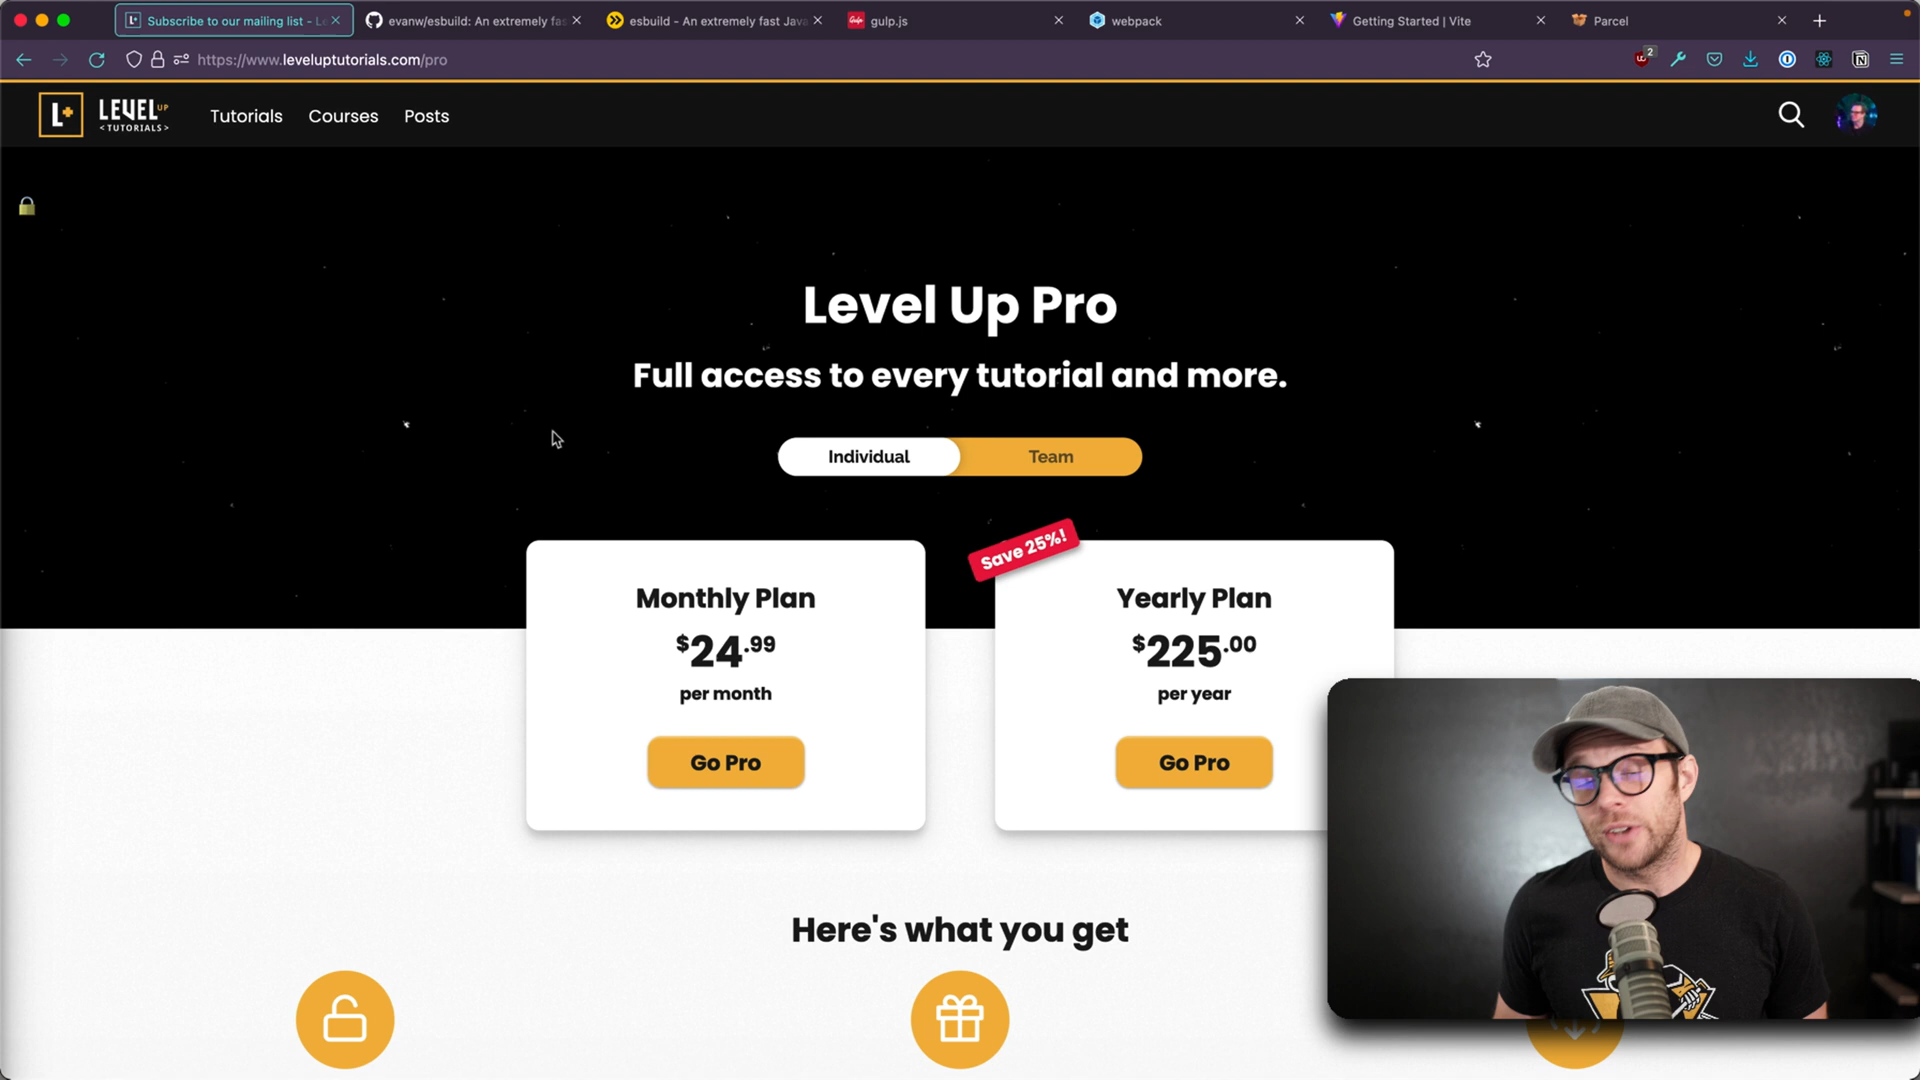 Subscribe to our mailing list - Le
evanw/esbuild: An extremely fas
esbuild - An extremely fast Java
gulp.js
webpack
Getting Started | Vite
Parcel
https://www.leveluptutorials.com/pro
2
L+
LEVEL UP
<TUTORIALS>
Tutorials
Courses
Posts
Level Up Pro
Full access to every tutorial and more.
Individual
Team
Save 25%!
Monthly Plan
$24.99
per month
Go Pro
Yearly Plan
$225.00
per year
Go Pro
Here's what you get